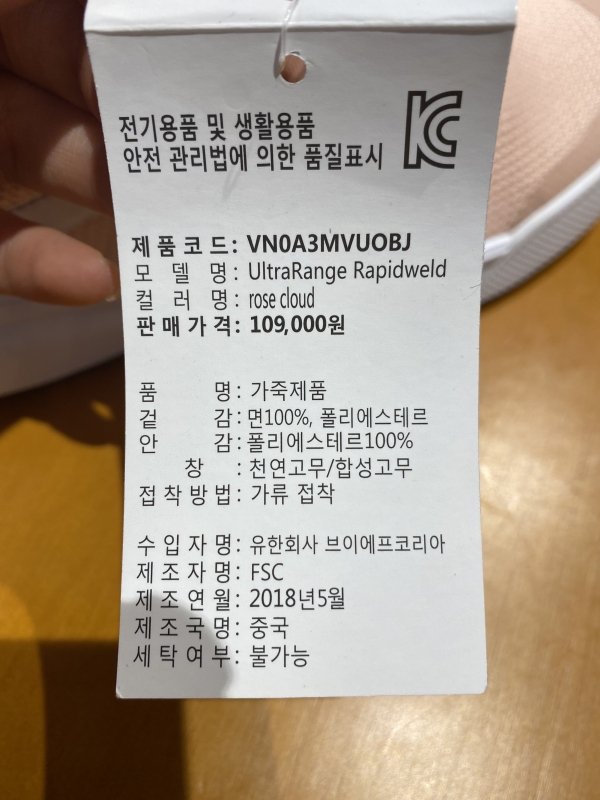 전기용품 및 생활용품
안전 관리법에 의한 품질표시
KC
제품코드: VN0A3MVUOBJ
모 델 명: UltraRange Rapidweld
컬 러 명: rose cloud
판매가격: 109,000원
품 명: 가죽제품
겉 감: 면100%, 폴리에스테르
안 감: 폴리에스테르100%
창 : 천연고무/합성고무
접착방법: 가류 접착
수입자명: 유한회사 브이에프코리아
제조자명: FSC
제조연월: 2018년5월
제조국명: 중국
세탁여부: 불가능